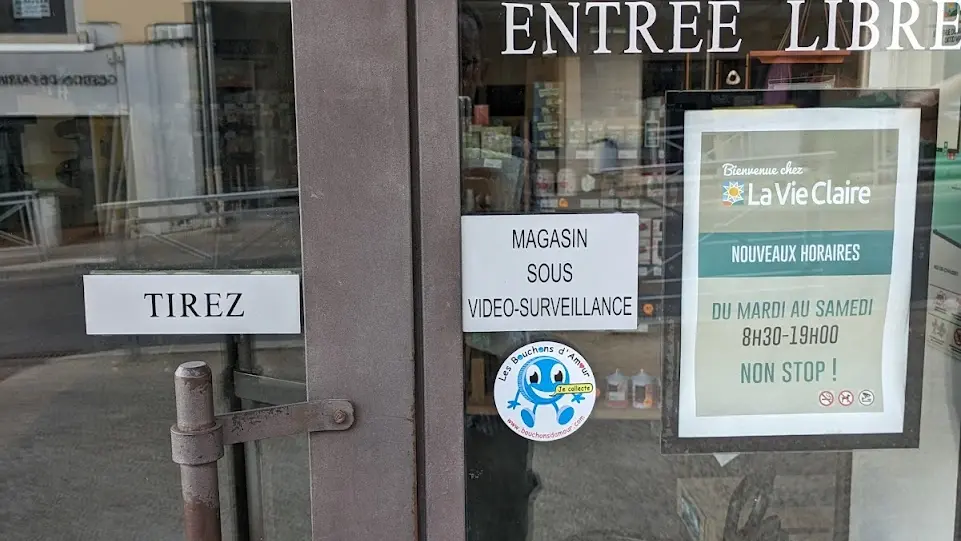 ENTREE LIBRE
Bienvenue chez
La Vie Claire
NOUVEAUX HORAIRES
DU MARDI AU SAMEDI
8H30-19H00
NON STOP !
MAGASIN
SOUS
VIDEO-SURVEILLANCE
TIREZ
Les Bouchons d'Amour
Je collecte
www.bouchonsdamour.com